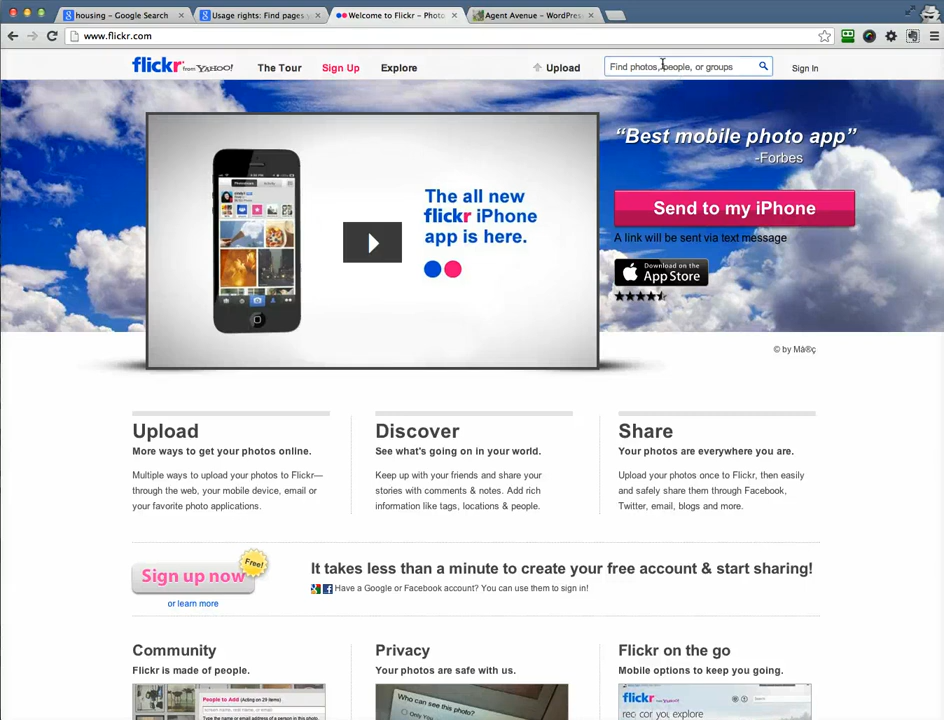 housing - Google Search
Usage rights: Find pages
Welcome to Flickr - Photo
Agent Avenue – WordPres
www.flickr.com
flickr from YAHOO!
The Tour
Sign Up
Explore
Upload
Find photos, people, or groups
Sign In
The all new
flickr iPhone
app is here.
“Best mobile photo app”
-Forbes
Send to my iPhone
A link will be sent via text message
Download on the
App Store
© by Mà®ç
Upload
More ways to get your photos online.
Multiple ways to upload your photos to Flickr—
through the web, your mobile device, email or
your favorite photo applications.
Discover
See what's going on in your world.
Keep up with your friends and share your
stories with comments & notes. Add rich
information like tags, locations & people.
Share
Your photos are everywhere you are.
Upload your photos once to Flickr, then easily
and safely share them through Facebook,
Twitter, email, blogs and more.
Sign up now
Free!
or learn more
It takes less than a minute to create your free account & start sharing!
Have a Google or Facebook account? You can use them to sign in!
Community
Flickr is made of people.
People to Add (Acting on 29 items)
Type the name or email address of a person in this photo.
Privacy
Your photos are safe with us.
Who can see this photo?
Only You
Flickr on the go
Mobile options to keep you going.
flickr
explore